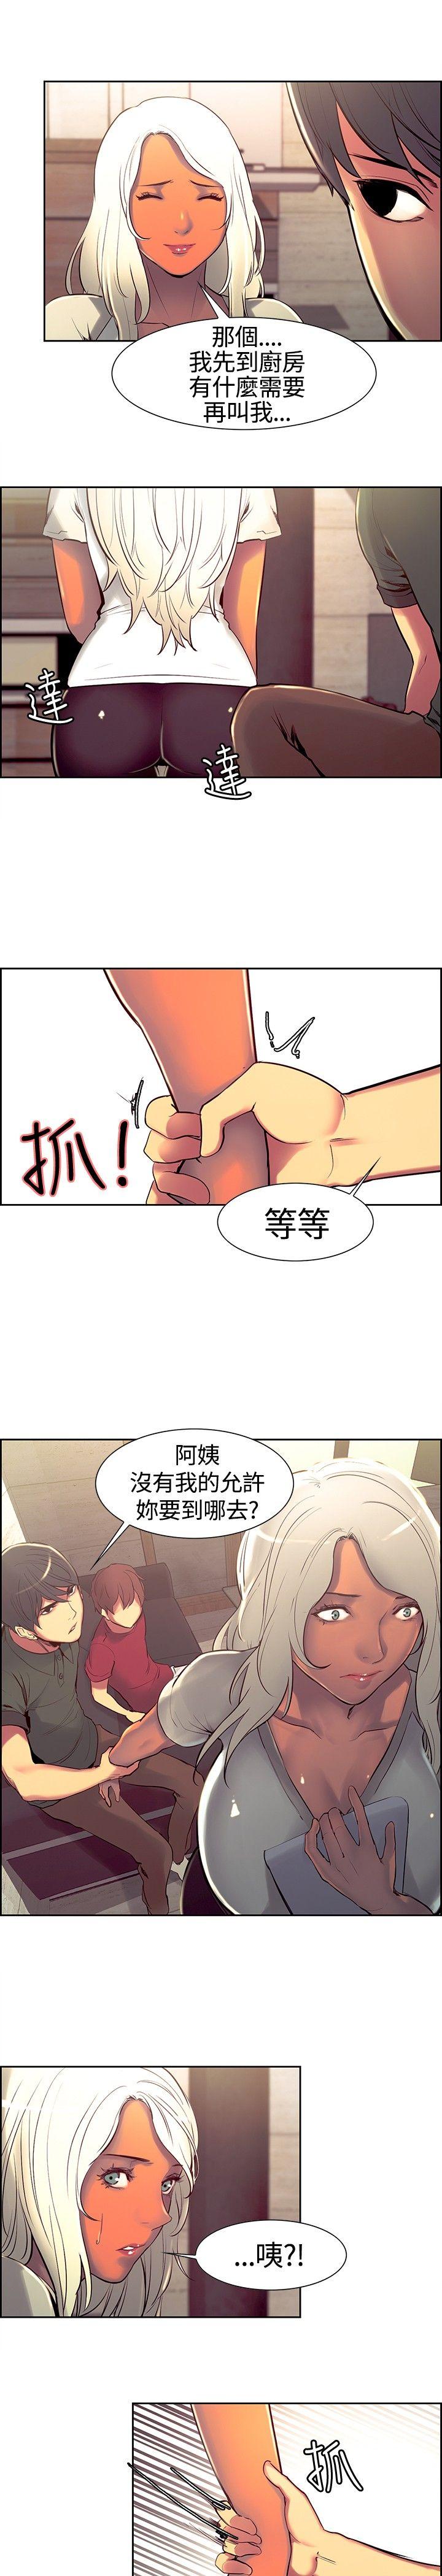 那個....
我先到廚房
有什麼需要
再叫我...
達
達
抓!
等等
阿姨
沒有我的允許
妳要到哪去?
...咦?!
抓